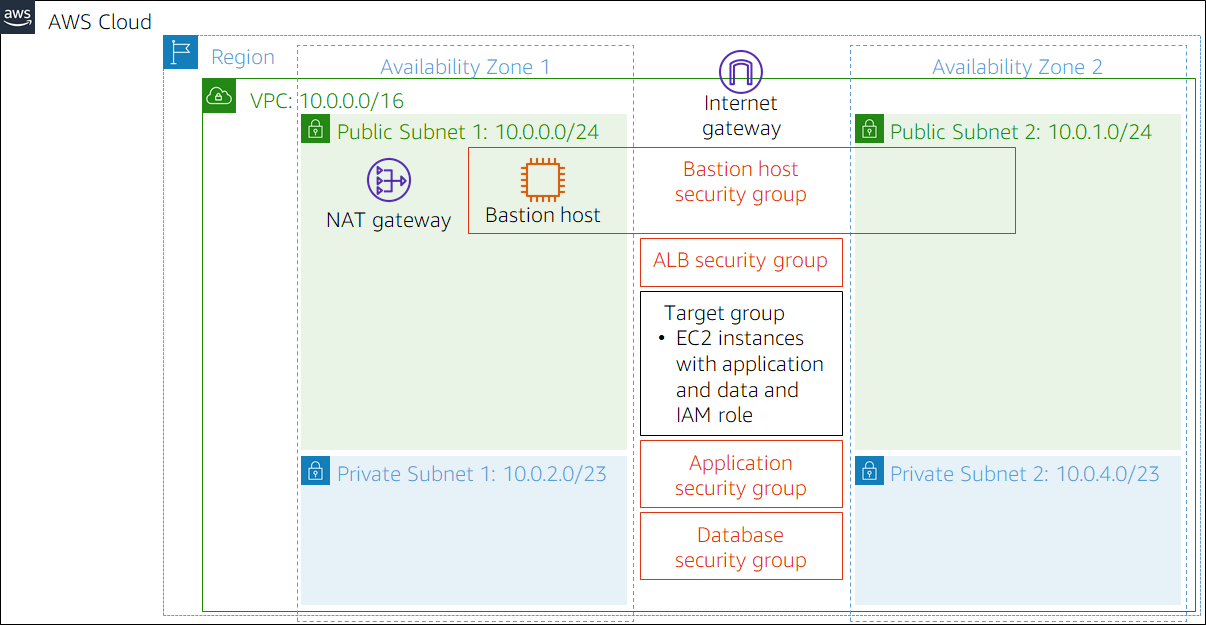 aws
AWS Cloud
Region
Availability Zone 1
Availability Zone 2
VPC: 10.0.0.0/16
Internet
gateway
Public Subnet 1: 10.0.0.0/24
Public Subnet 2: 10.0.1.0/24
NAT gateway
Bastion host
Bastion host
security group
ALB security group
Target group
• EC2 instances
with application
and data and
IAM role
Application
security group
Private Subnet 1: 10.0.2.0/23
Private Subnet 2: 10.0.4.0/23
Database
security group